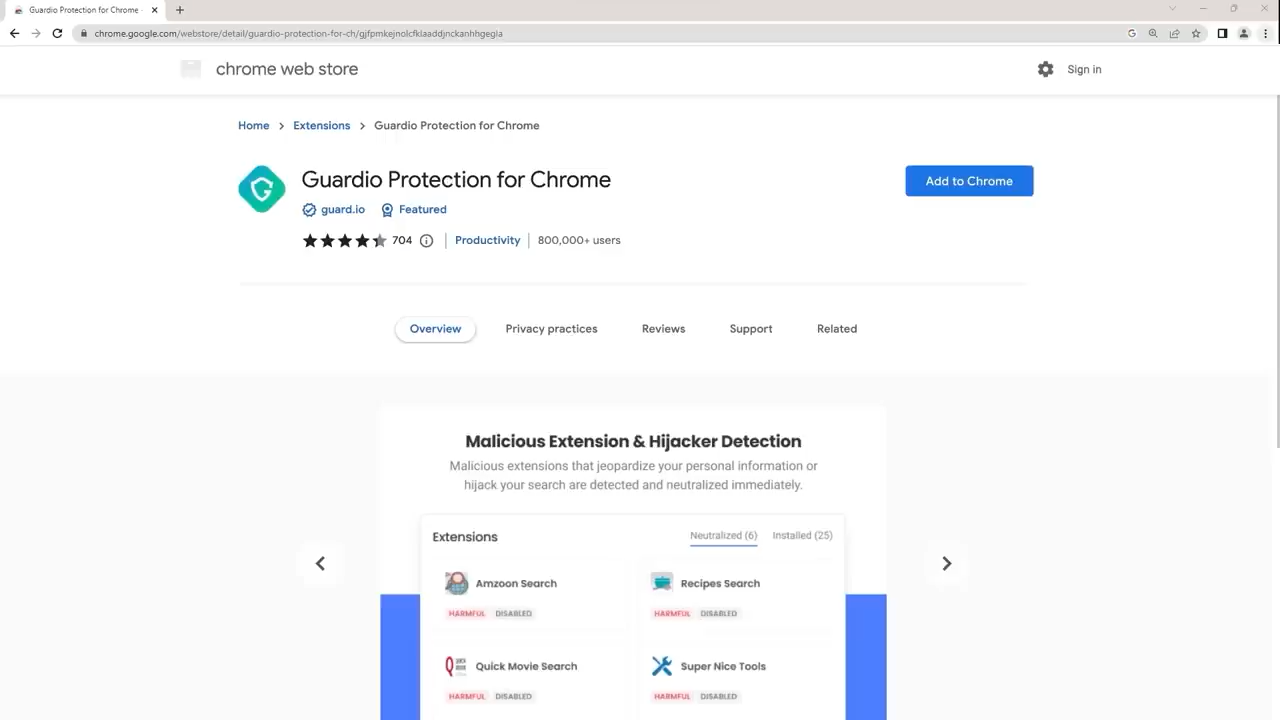 Guardio Protection for Chrome -
chrome.google.com/webstore/detail/guardio-protection-for-ch/gjfpmkejnolcfklaaddjnckanhhgegla
chrome web store
Sign in
Home > Extensions > Guardio Protection for Chrome
Guardio Protection for Chrome
Add to Chrome
guard.io Featured
704 Productivity 800,000+ users
Overview Privacy practices Reviews Support Related
Malicious Extension & Hijacker Detection
Malicious extensions that jeopardize your personal information or
hijack your search are detected and neutralized immediately.
Extensions Neutralized (6) Installed (25)
Amzoon Search Recipes Search
HARMFUL DISABLED HARMFUL DISABLED
Quick Movie Search Super Nice Tools
HARMFUL DISABLED HARMFUL DISABLED